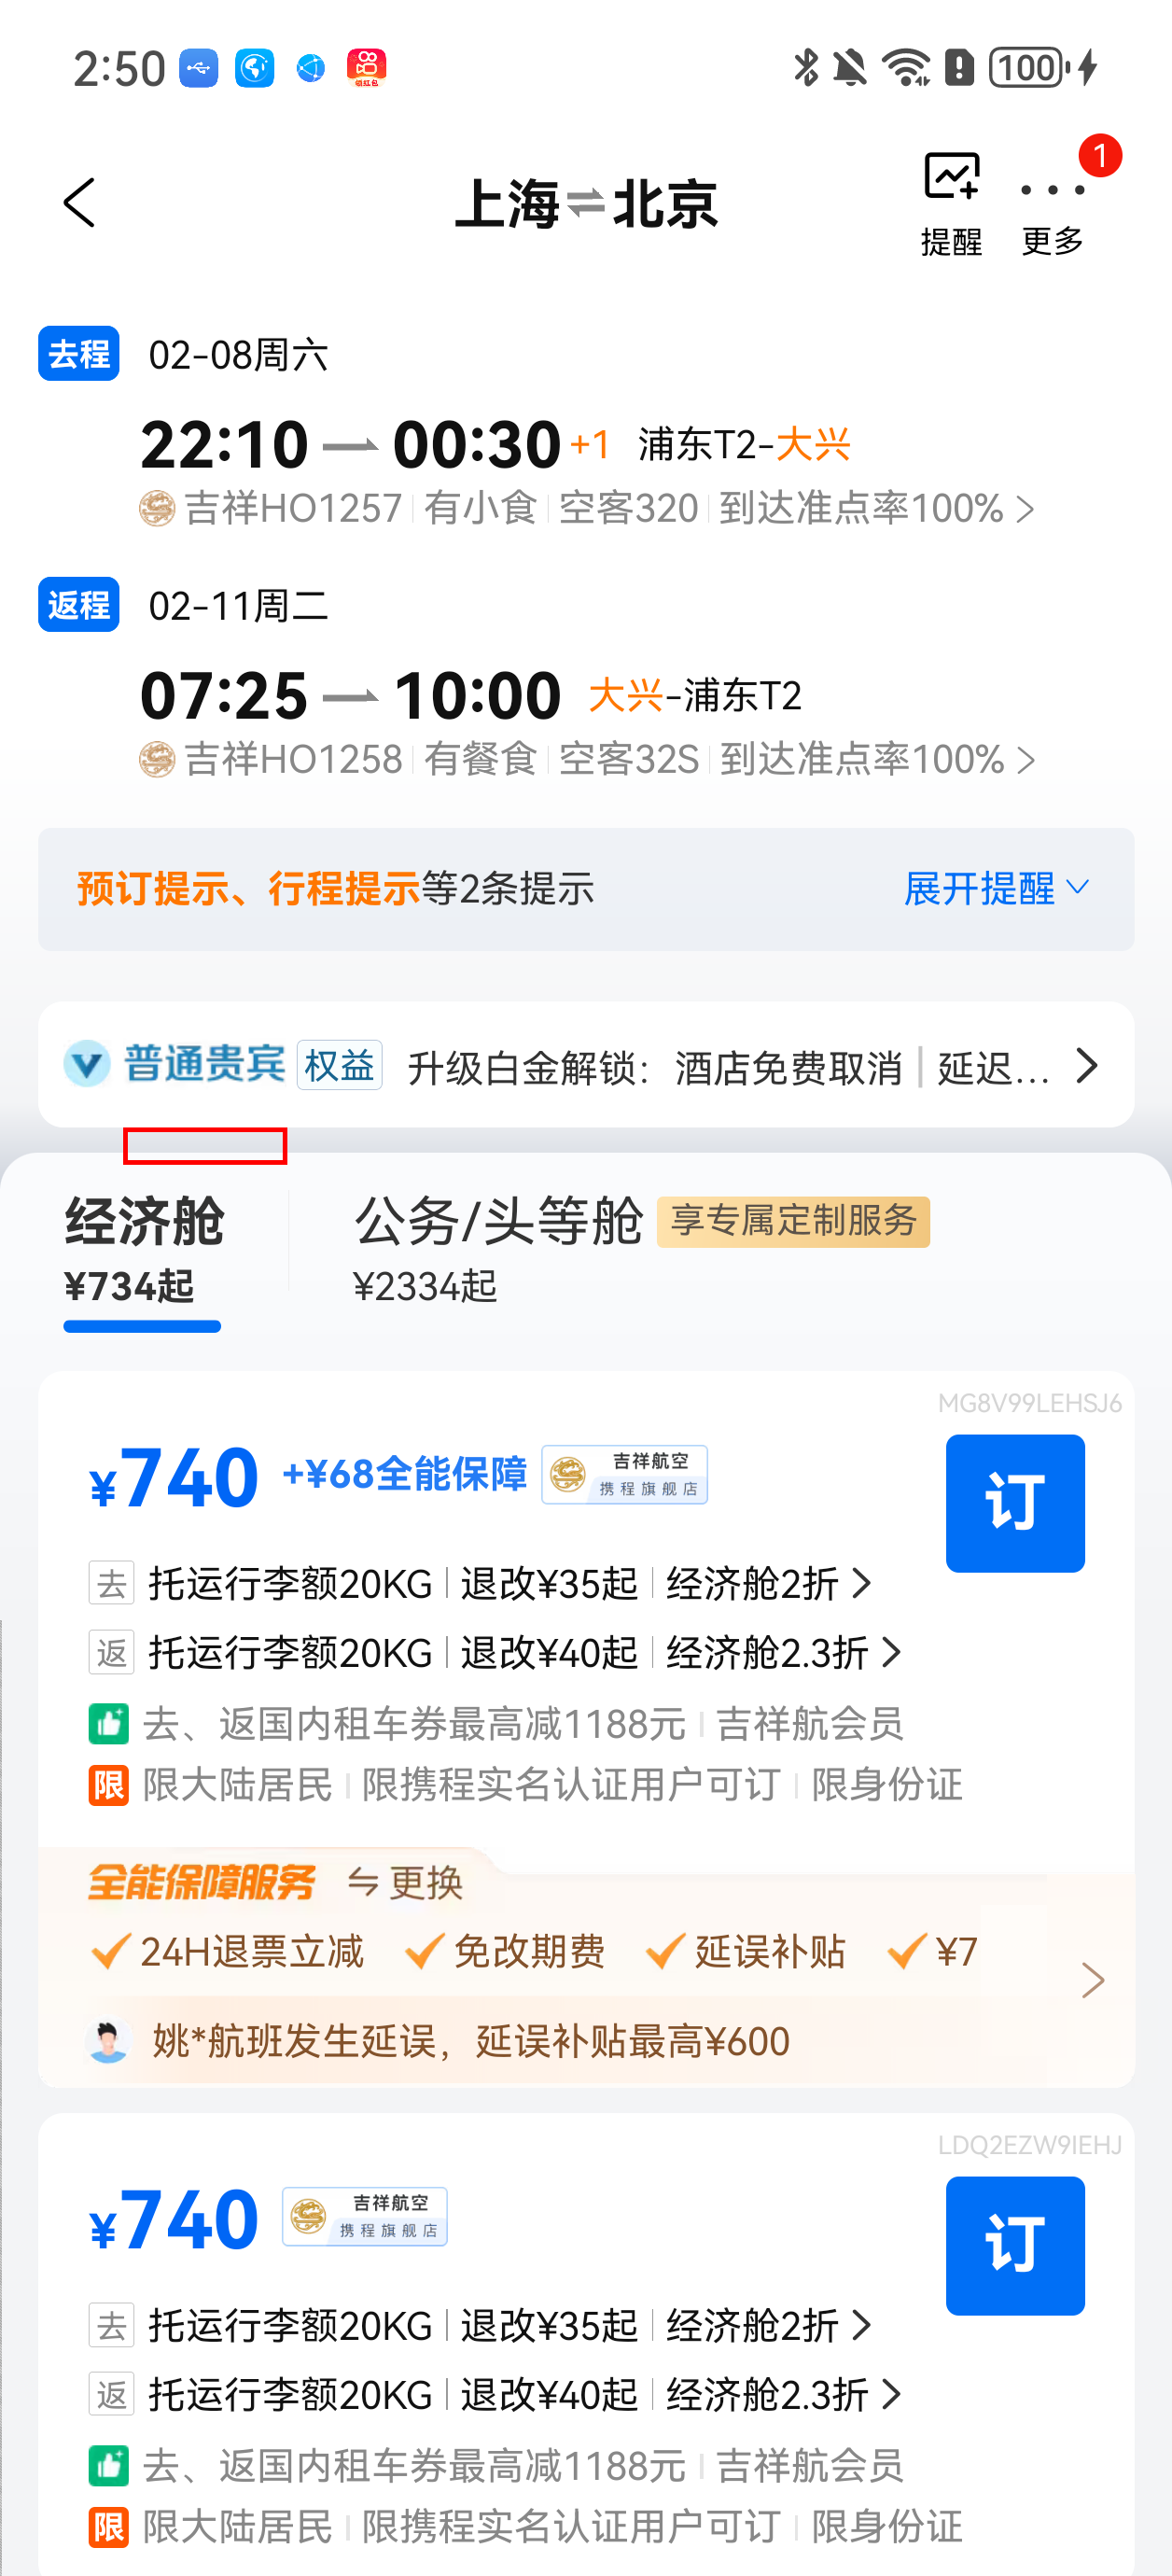 2:50 领红包 100
上海⇌北京
1
提醒 更多
去程 02-08周六
22:10 00:30 +1 浦东T2-大兴
吉祥HO1257 有小食 空客320 到达准点率100%
返程 02-11周二
07:25 10:00 大兴-浦东T2
吉祥HO1258 有餐食 空客32S 到达准点率100%
预订提示、行程提示等2条提示 展开提醒
普通贵宾 权益 升级白金解锁：酒店免费取消 | 延迟...
经济舱 公务/头等舱 享专属定制服务
¥734起 ¥2334起
MG8V99LEHSJ6
¥740 +¥68全能保障 吉祥航空 携程旗舰店 订
去 托运行李额20KG 退改¥35起 经济舱2折
返 托运行李额20KG 退改¥40起 经济舱2.3折
去、返国内租车券最高减1188元 吉祥航会员
限 限大陆居民 限携程实名认证用户可订 限身份证
全能保障服务 更换
24H退票立减 免改期费 延误补贴 ¥7
姚*航班发生延误，延误补贴最高¥600
LDQ2EZW9IEHJ
¥740 吉祥航空 携程旗舰店 订
去 托运行李额20KG 退改¥35起 经济舱2折
返 托运行李额20KG 退改¥40起 经济舱2.3折
去、返国内租车券最高减1188元 吉祥航会员
限 限大陆居民 限携程实名认证用户可订 限身份证